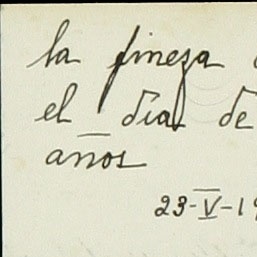 la fineza
el día de
años
23-V-19